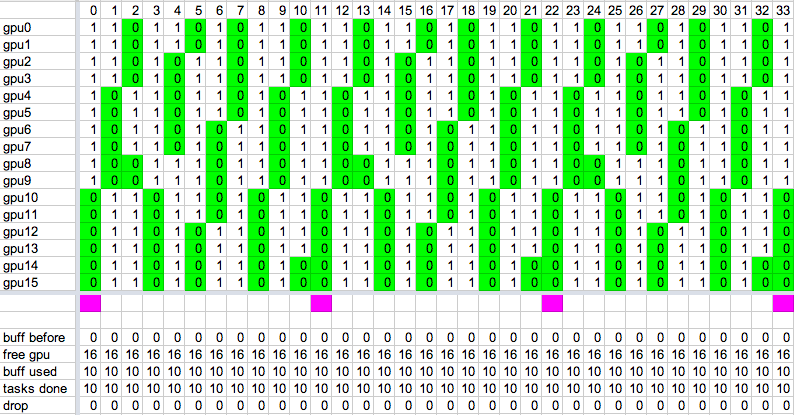 0 1 2 3 4 5 6 7 8 9 10 11 12 13 14 15 16 17 18 19 20 21 22 23 24 25 26 27 28 29 30 31 32 33
gpu0 1 1 0 1 1 0 1 0 1 1 0 1 1 0 1 1 0 1 0 1 1 0 1 1 0 1 1 0 1 0 1 1 0 1
gpu1 1 1 0 1 1 0 1 0 1 1 0 1 1 0 1 1 0 1 0 1 1 0 1 1 0 1 1 0 1 0 1 1 0 1
gpu2 1 1 0 1 0 1 1 0 1 1 0 1 1 0 1 0 1 1 0 1 1 0 1 1 0 1 0 1 1 0 1 1 0 1
gpu3 1 1 0 1 0 1 1 0 1 1 0 1 1 0 1 0 1 1 0 1 1 0 1 1 0 1 0 1 1 0 1 1 0 1
gpu4 1 0 1 1 0 1 1 0 1 0 1 1 0 1 1 0 1 1 0 1 0 1 1 0 1 1 0 1 1 0 1 0 1 1
gpu5 1 0 1 1 0 1 1 0 1 0 1 1 0 1 1 0 1 1 0 1 0 1 1 0 1 1 0 1 1 0 1 0 1 1
gpu6 1 0 1 1 0 1 0 1 1 0 1 1 0 1 1 0 1 0 1 1 0 1 1 0 1 1 0 1 0 1 1 0 1 1
gpu7 1 0 1 1 0 1 0 1 1 0 1 1 0 1 1 0 1 0 1 1 0 1 1 0 1 1 0 1 0 1 1 0 1 1
gpu8 1 0 0 1 1 1 0 1 1 0 1 1 0 0 1 1 1 0 1 1 0 1 1 0 0 1 1 1 0 1 1 0 1 1
gpu9 1 0 0 1 1 1 0 1 1 0 1 1 0 0 1 1 1 0 1 1 0 1 1 0 0 1 1 1 0 1 1 0 1 1
gpu10 0 1 1 0 1 1 0 1 0 1 1 0 1 1 0 1 1 0 1 0 1 1 0 1 1 0 1 1 0 1 0 1 1 0
gpu11 0 1 1 0 1 1 0 1 0 1 1 0 1 1 0 1 1 0 1 0 1 1 0 1 1 0 1 1 0 1 0 1 1 0
gpu12 0 1 1 0 1 0 1 1 0 1 1 0 1 1 0 1 0 1 1 0 1 1 0 1 1 0 1 0 1 1 0 1 1 0
gpu13 0 1 1 0 1 0 1 1 0 1 1 0 1 1 0 1 0 1 1 0 1 1 0 1 1 0 1 0 1 1 0 1 1 0
gpu14 0 1 1 0 1 0 1 1 0 1 0 0 1 1 0 1 0 1 1 0 1 0 0 1 1 0 1 0 1 1 0 1 0 0
gpu15 0 1 1 0 1 0 1 1 0 1 0 0 1 1 0 1 0 1 1 0 1 0 0 1 1 0 1 0 1 1 0 1 0 0
buff before 0 0 0 0 0 0 0 0 0 0 0 0 0 0 0 0 0 0 0 0 0 0 0 0 0 0 0 0 0 0 0 0 0 0
free gpu 16 16 16 16 16 16 16 16 16 16 16 16 16 16 16 16 16 16 16 16 16 16 16 16 16 16 16 16 16 16 16 16 16 16
buff used 10 10 10 10 10 10 10 10 10 10 10 10 10 10 10 10 10 10 10 10 10 10 10 10 10 10 10 10 10 10 10 10 10 10
tasks done 10 10 10 10 10 10 10 10 10 10 10 10 10 10 10 10 10 10 10 10 10 10 10 10 10 10 10 10 10 10 10 10 10 10
drop 0 0 0 0 0 0 0 0 0 0 0 0 0 0 0 0 0 0 0 0 0 0 0 0 0 0 0 0 0 0 0 0 0 0